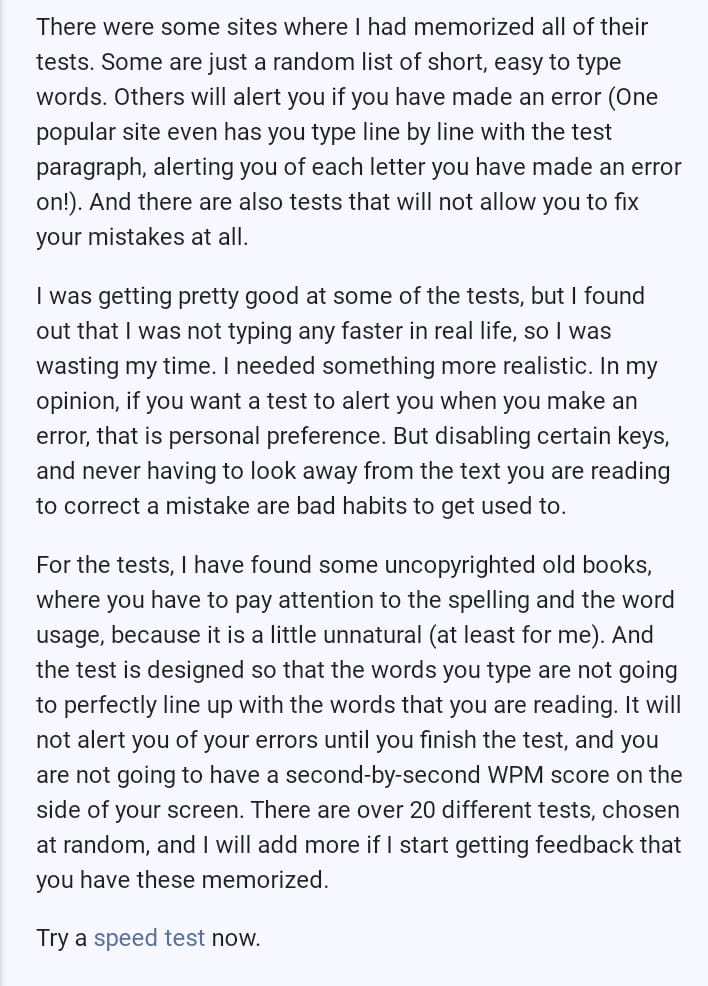 There were some sites where I had memorized all of their
tests. Some are just a random list of short, easy to type
words. Others will alert you if you have made an error (One
popular site even has you type line by line with the test
paragraph, alerting you of each letter you have made an error
on!). And there are also tests that will not allow you to fix
your mistakes at all.
I was getting pretty good at some of the tests, but I found
out that I was not typing any faster in real life, so I was
wasting my time. I needed something more realistic. In my
opinion, if you want a test to alert you when you make an
error, that is personal preference. But disabling certain keys,
and never having to look away from the text you are reading
to correct a mistake are bad habits to get used to.
For the tests, I have found some uncopyrighted old books,
where you have to pay attention to the spelling and the word
usage, because it is a little unnatural (at least for me). And
the test is designed so that the words you type are not going
to perfectly line up with the words that you are reading. It will
not alert you of your errors until you finish the test, and you
are not going to have a second-by-second WPM score on the
side of your screen. There are over 20 different tests, chosen
at random, and I will add more if I start getting feedback that
you have these memorized.
Try a speed test now.